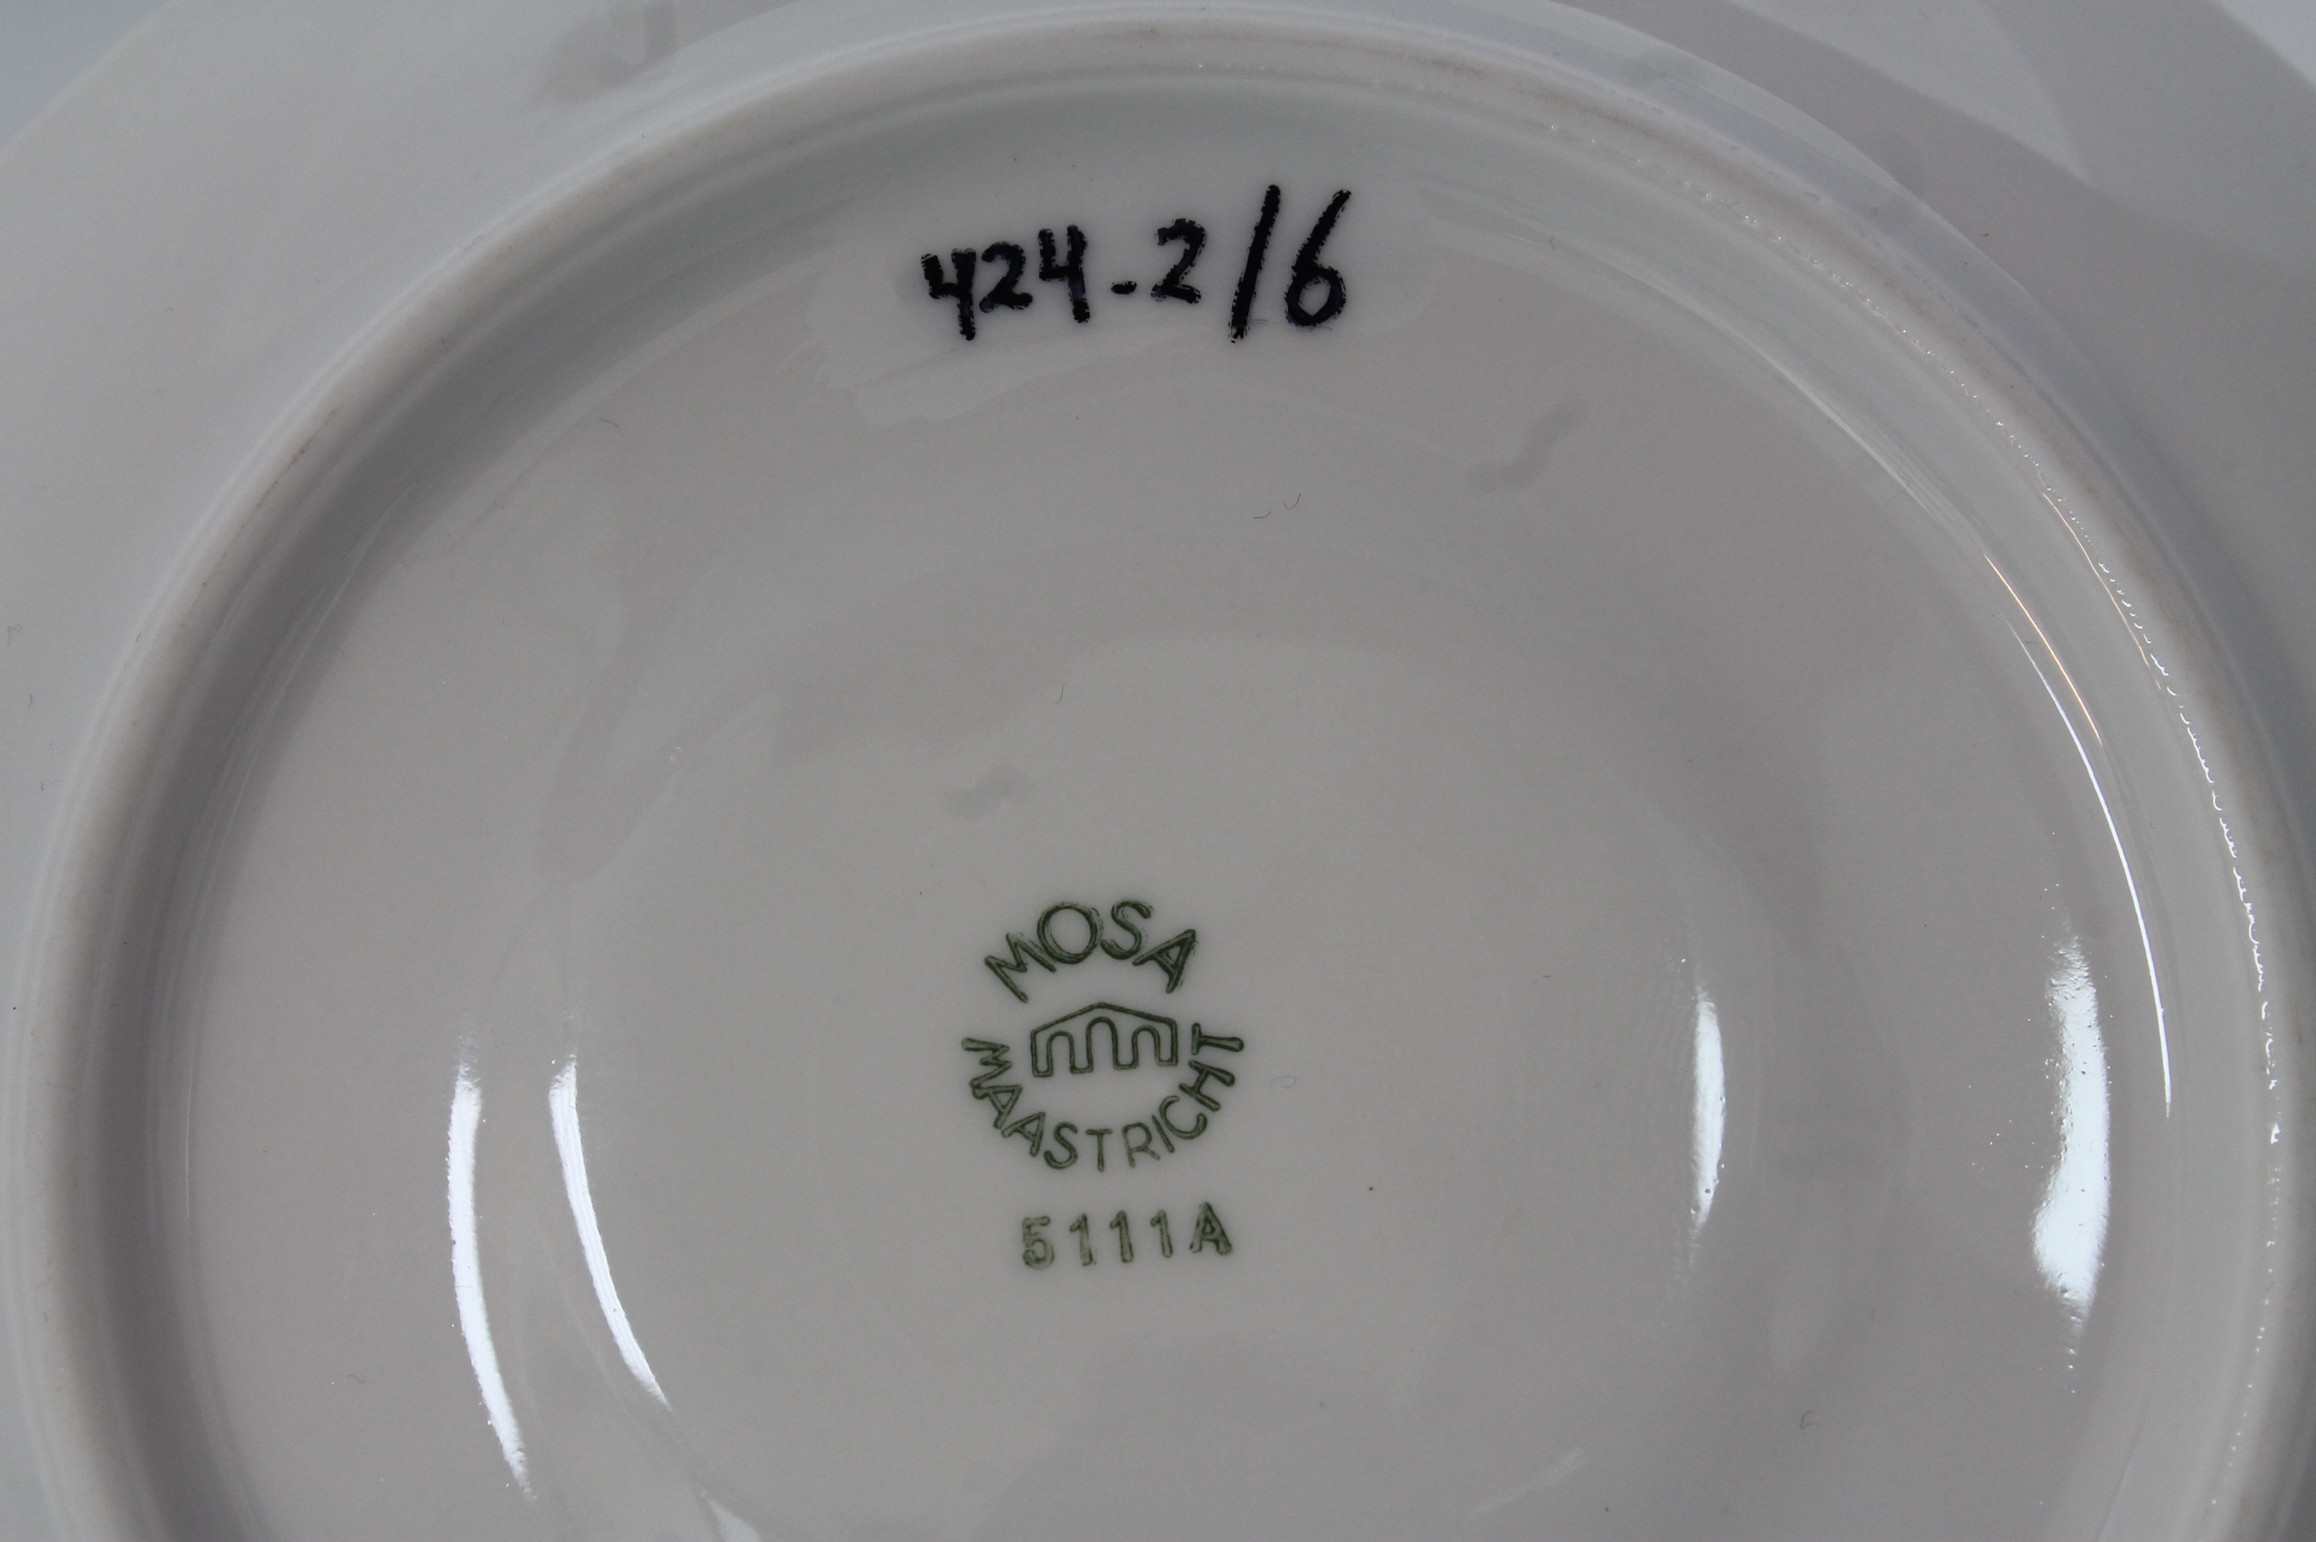 424-2/6
MOSA
MAASTRICHT
5111A